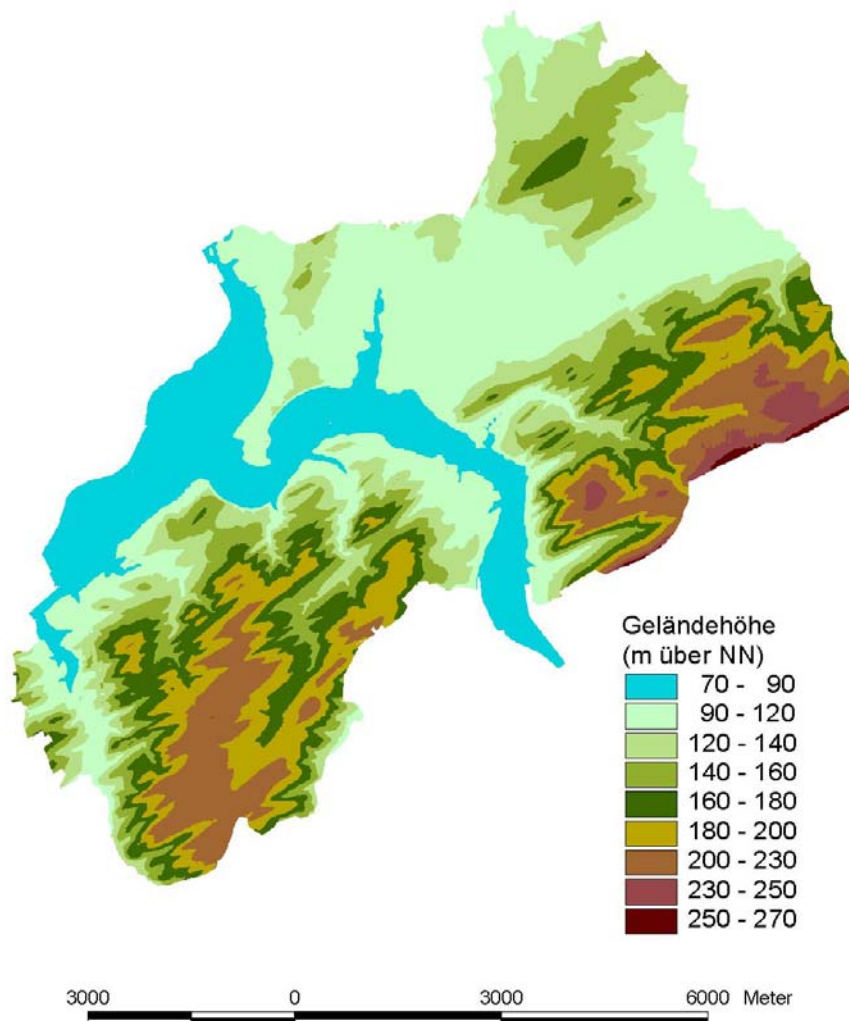 Geländehöhe
(m über NN)
70 - 90
90 - 120
120 - 140
140 - 160
160 - 180
180 - 200
200 - 230
230 - 250
250 - 270
3000 0 3000 6000 Meter